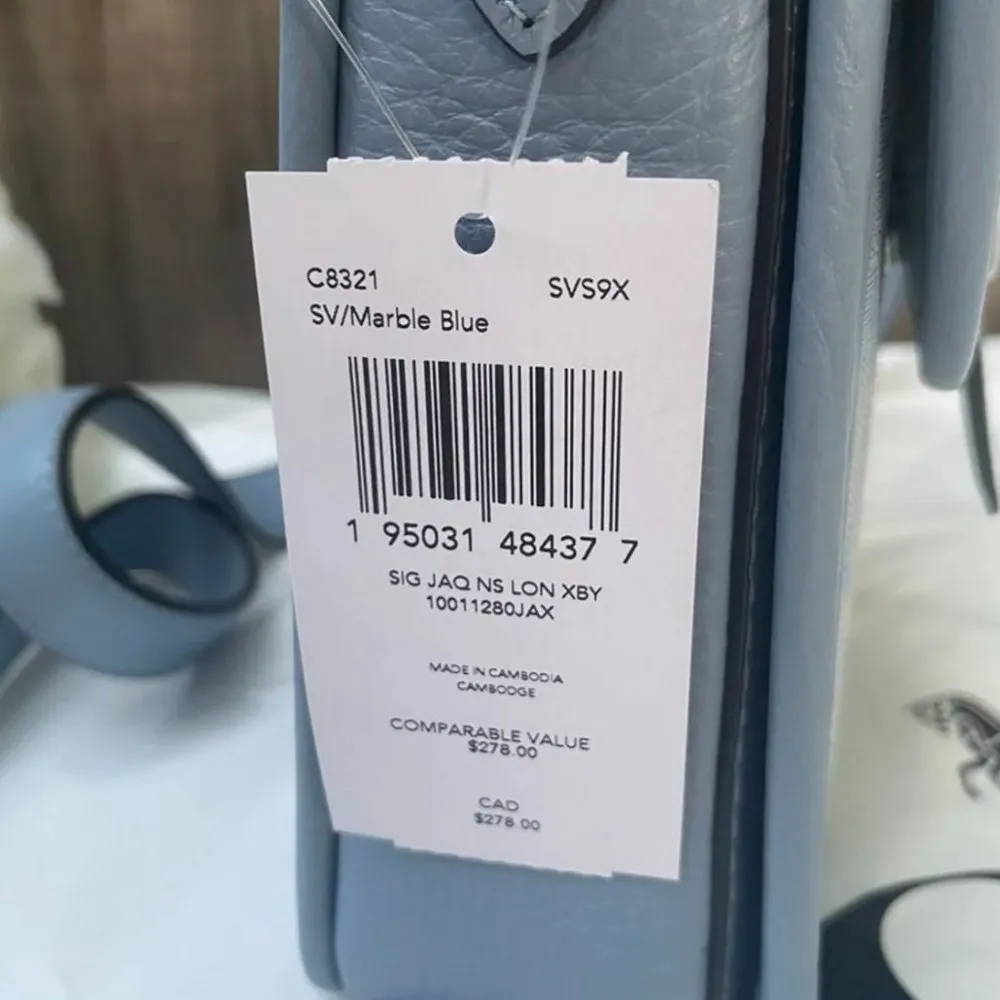 C8321 SVS9X
SV/Marble Blue
1 95031 48437 7
SIG JAQ NS LON XBY
10011280JAX
MADE IN CAMBODIA
CAMBODGE
COMPARABLE VALUE
$278.00
CAD
$278.00